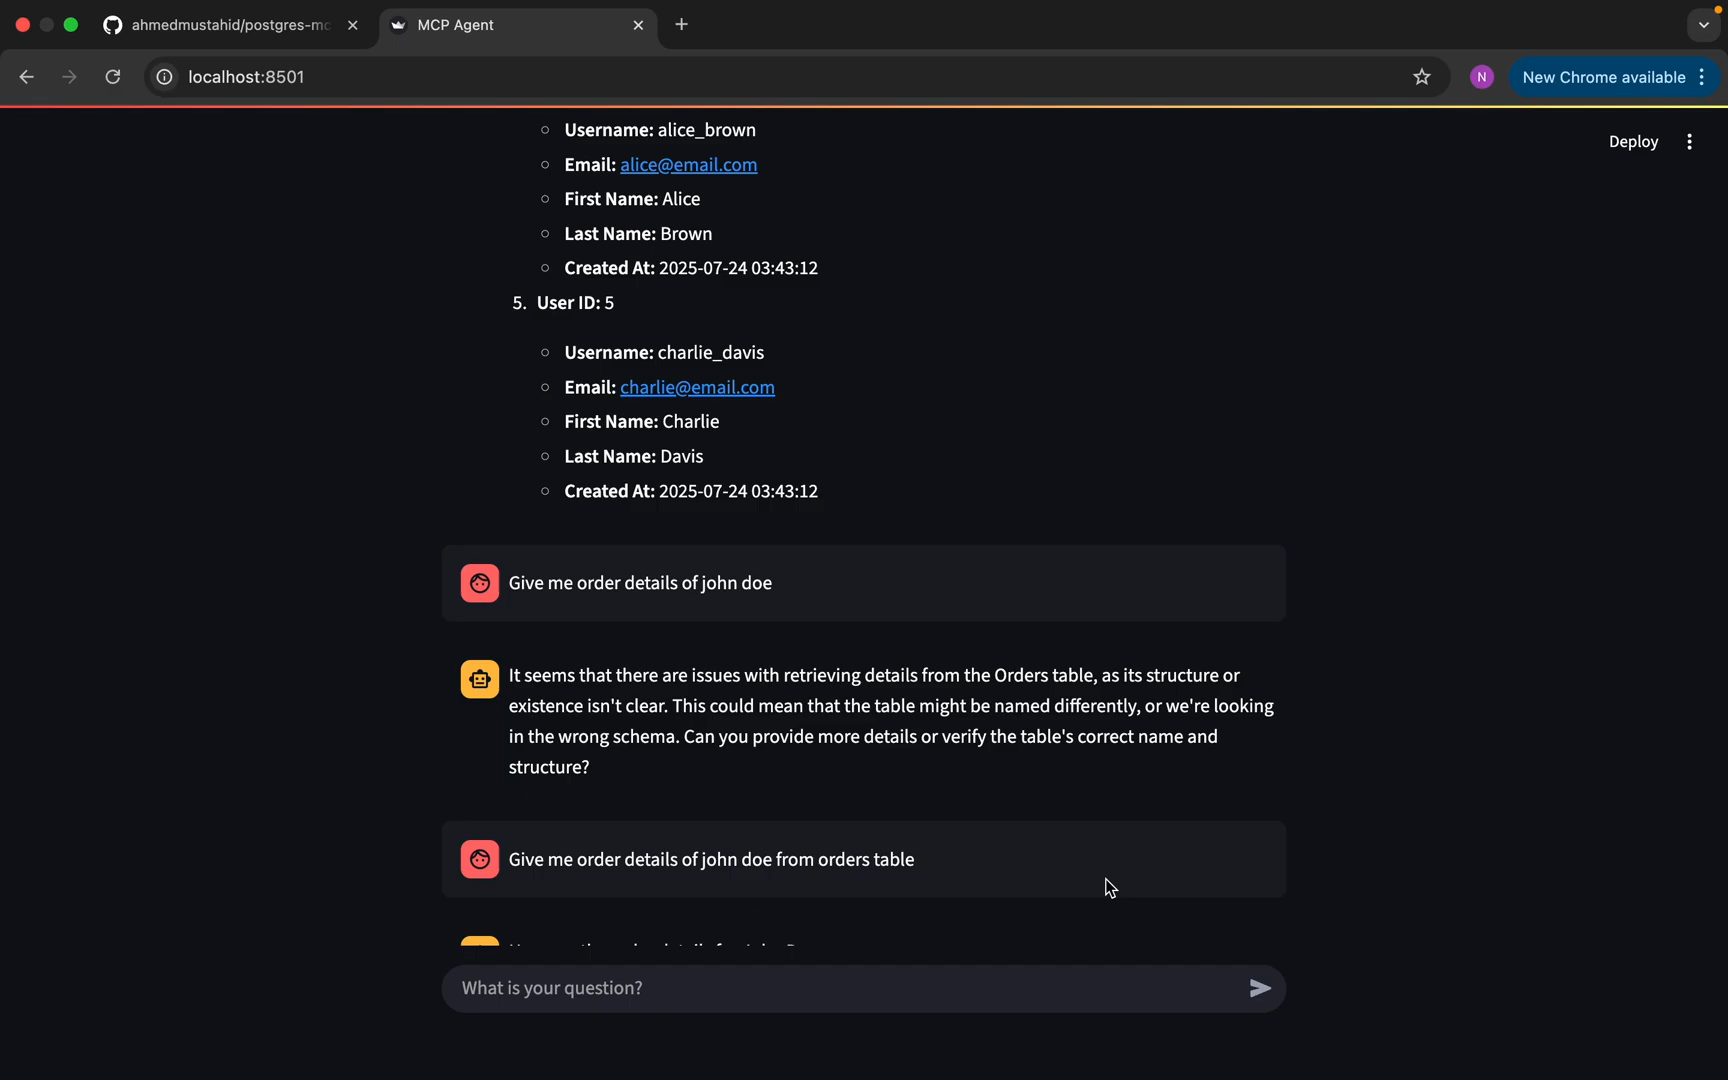 ahmedmustahid/postgres-mc
MCP Agent
localhost:8501
N
New Chrome available
Deploy
Username: alice_brown
Email: alice@email.com
First Name: Alice
Last Name: Brown
Created At: 2025-07-24 03:43:12
5. User ID: 5
Username: charlie_davis
Email: charlie@email.com
First Name: Charlie
Last Name: Davis
Created At: 2025-07-24 03:43:12
Give me order details of john doe
It seems that there are issues with retrieving details from the Orders table, as its structure or
existence isn't clear. This could mean that the table might be named differently, or we're looking
in the wrong schema. Can you provide more details or verify the table's correct name and
structure?
Give me order details of john doe from orders table
What is your question?